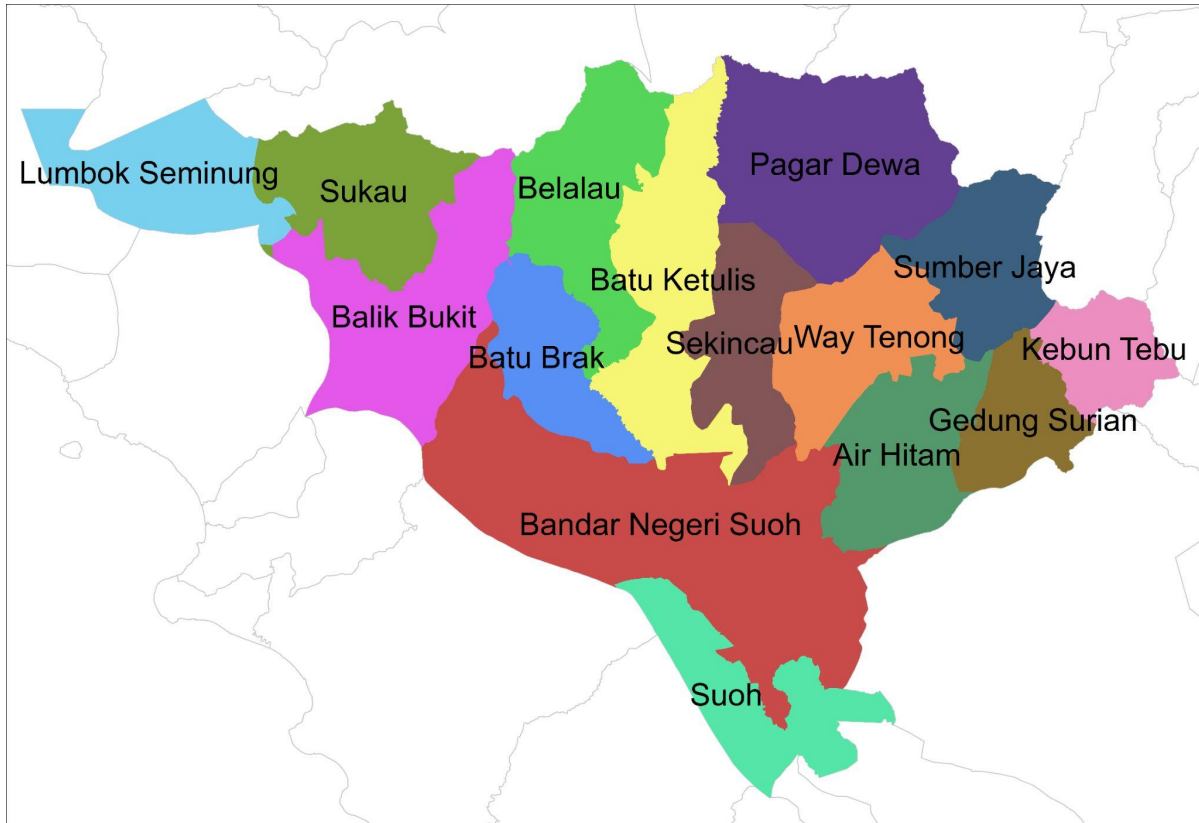 Lumbok Seminung
Sukau
Belalau
Pagar Dewa
Batu Ketulis
Sumber Jaya
Balik Bukit
Batu Brak
Sekincau
Way Tenong
Kebun Tebu
Gedung Surian
Air Hitam
Bandar Negeri Suoh
Suoh